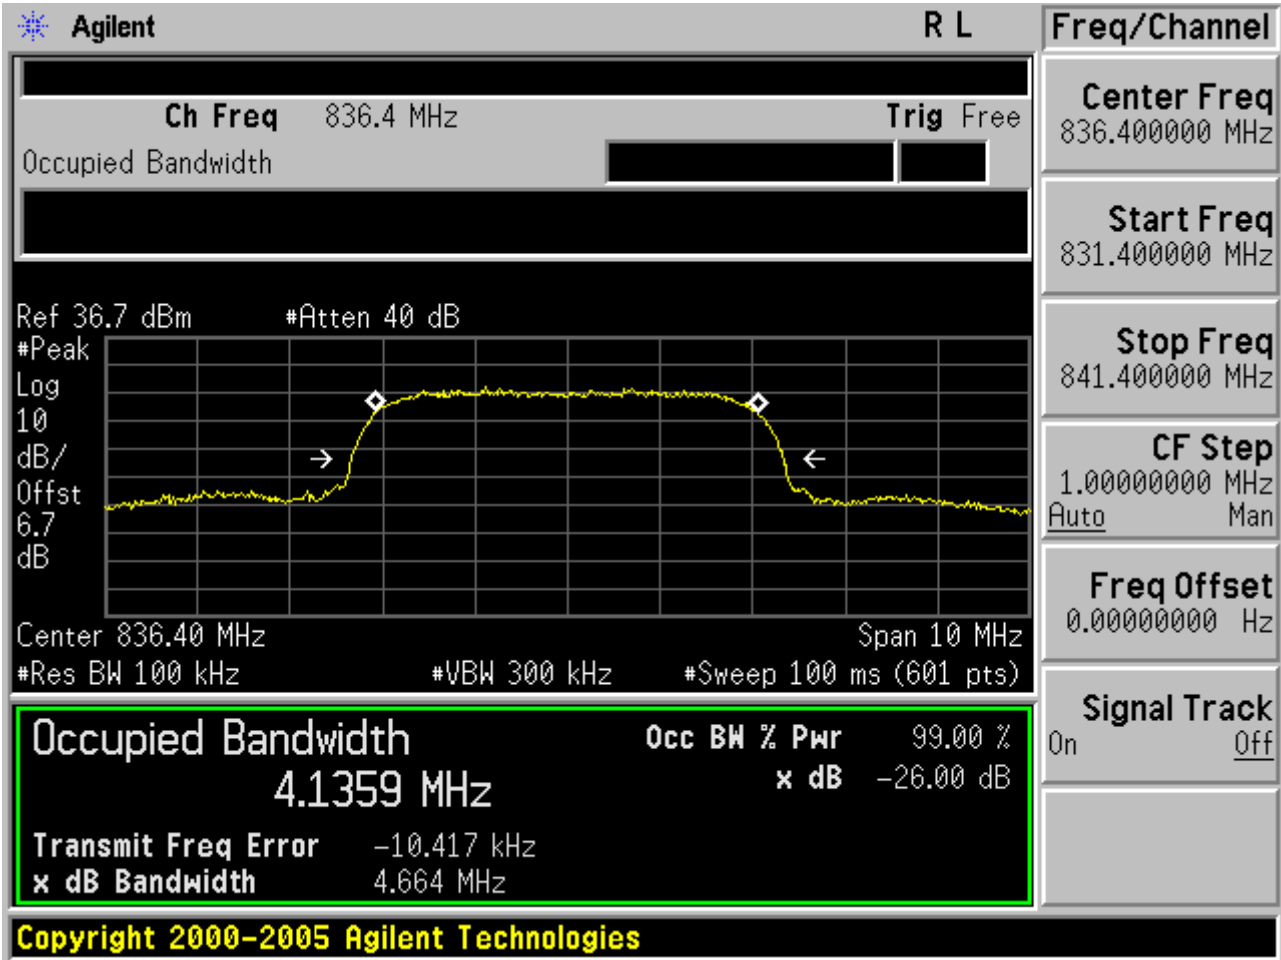 Agilent R L
Ch Freq 836.4 MHz Trig Free
Occupied Bandwidth
Ref 36.7 dBm #Atten 40 dB
#Peak
Log
10
dB/
Offst
6.7
dB
Center 836.40 MHz Span 10 MHz
#Res BW 100 kHz #VBW 300 kHz #Sweep 100 ms (601 pts)
Occupied Bandwidth Occ BW % Pwr 99.00 %
4.1359 MHz x dB -26.00 dB
Transmit Freq Error -10.417 kHz
x dB Bandwidth 4.664 MHz
Copyright 2000-2005 Agilent Technologies
Freq/Channel
Center Freq
836.400000 MHz
Start Freq
831.400000 MHz
Stop Freq
841.400000 MHz
CF Step
1.00000000 MHz
Auto Man
Freq Offset
0.00000000 Hz
Signal Track
On Off